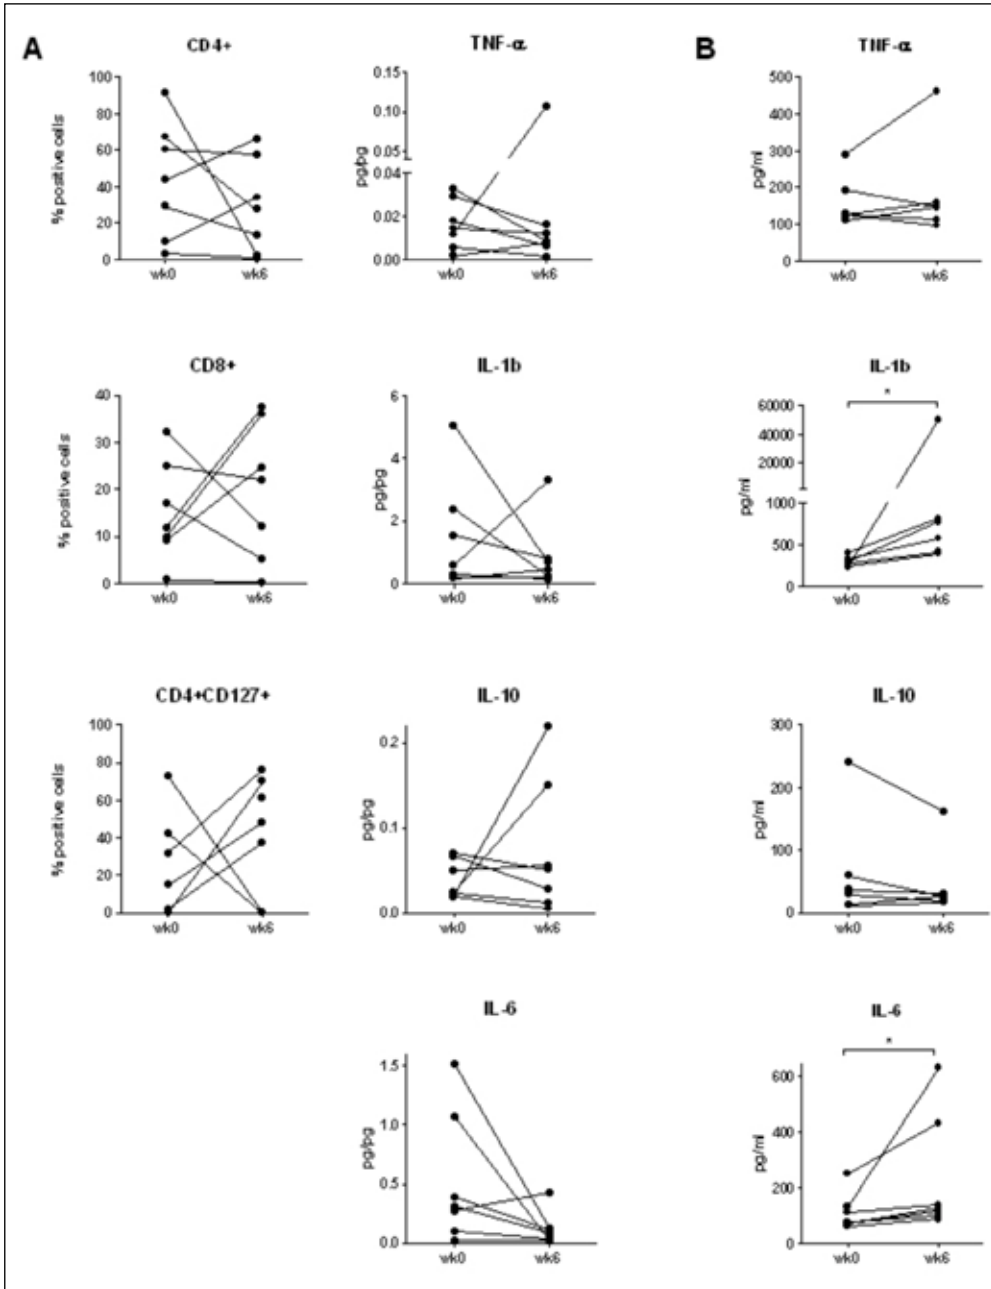 A
CD4+
% positive cells
100
80
60
40
20
0
wk0
wk6
TNF-α
pg/pg
0.15
0.10
0.05
0.04
0.02
0.00
wk0
wk6
B
TNF-α
pg/ml
500
400
300
200
100
0
wk0
wk6
CD8+
% positive cells
40
30
20
10
0
wk0
wk6
IL-1b
pg/pg
6
4
2
0
wk0
wk6
IL-1b
*
pg/ml
60000
40000
20000
1000
500
0
wk0
wk6
CD4+CD127+
% positive cells
100
80
60
40
20
0
wk0
wk6
IL-10
pg/pg
0.2
0.1
0.0
wk0
wk6
IL-10
pg/ml
300
200
100
0
wk0
wk6
IL-6
pg/pg
1.5
1.0
0.5
0.0
wk0
wk6
IL-6
*
pg/ml
600
400
200
0
wk0
wk6